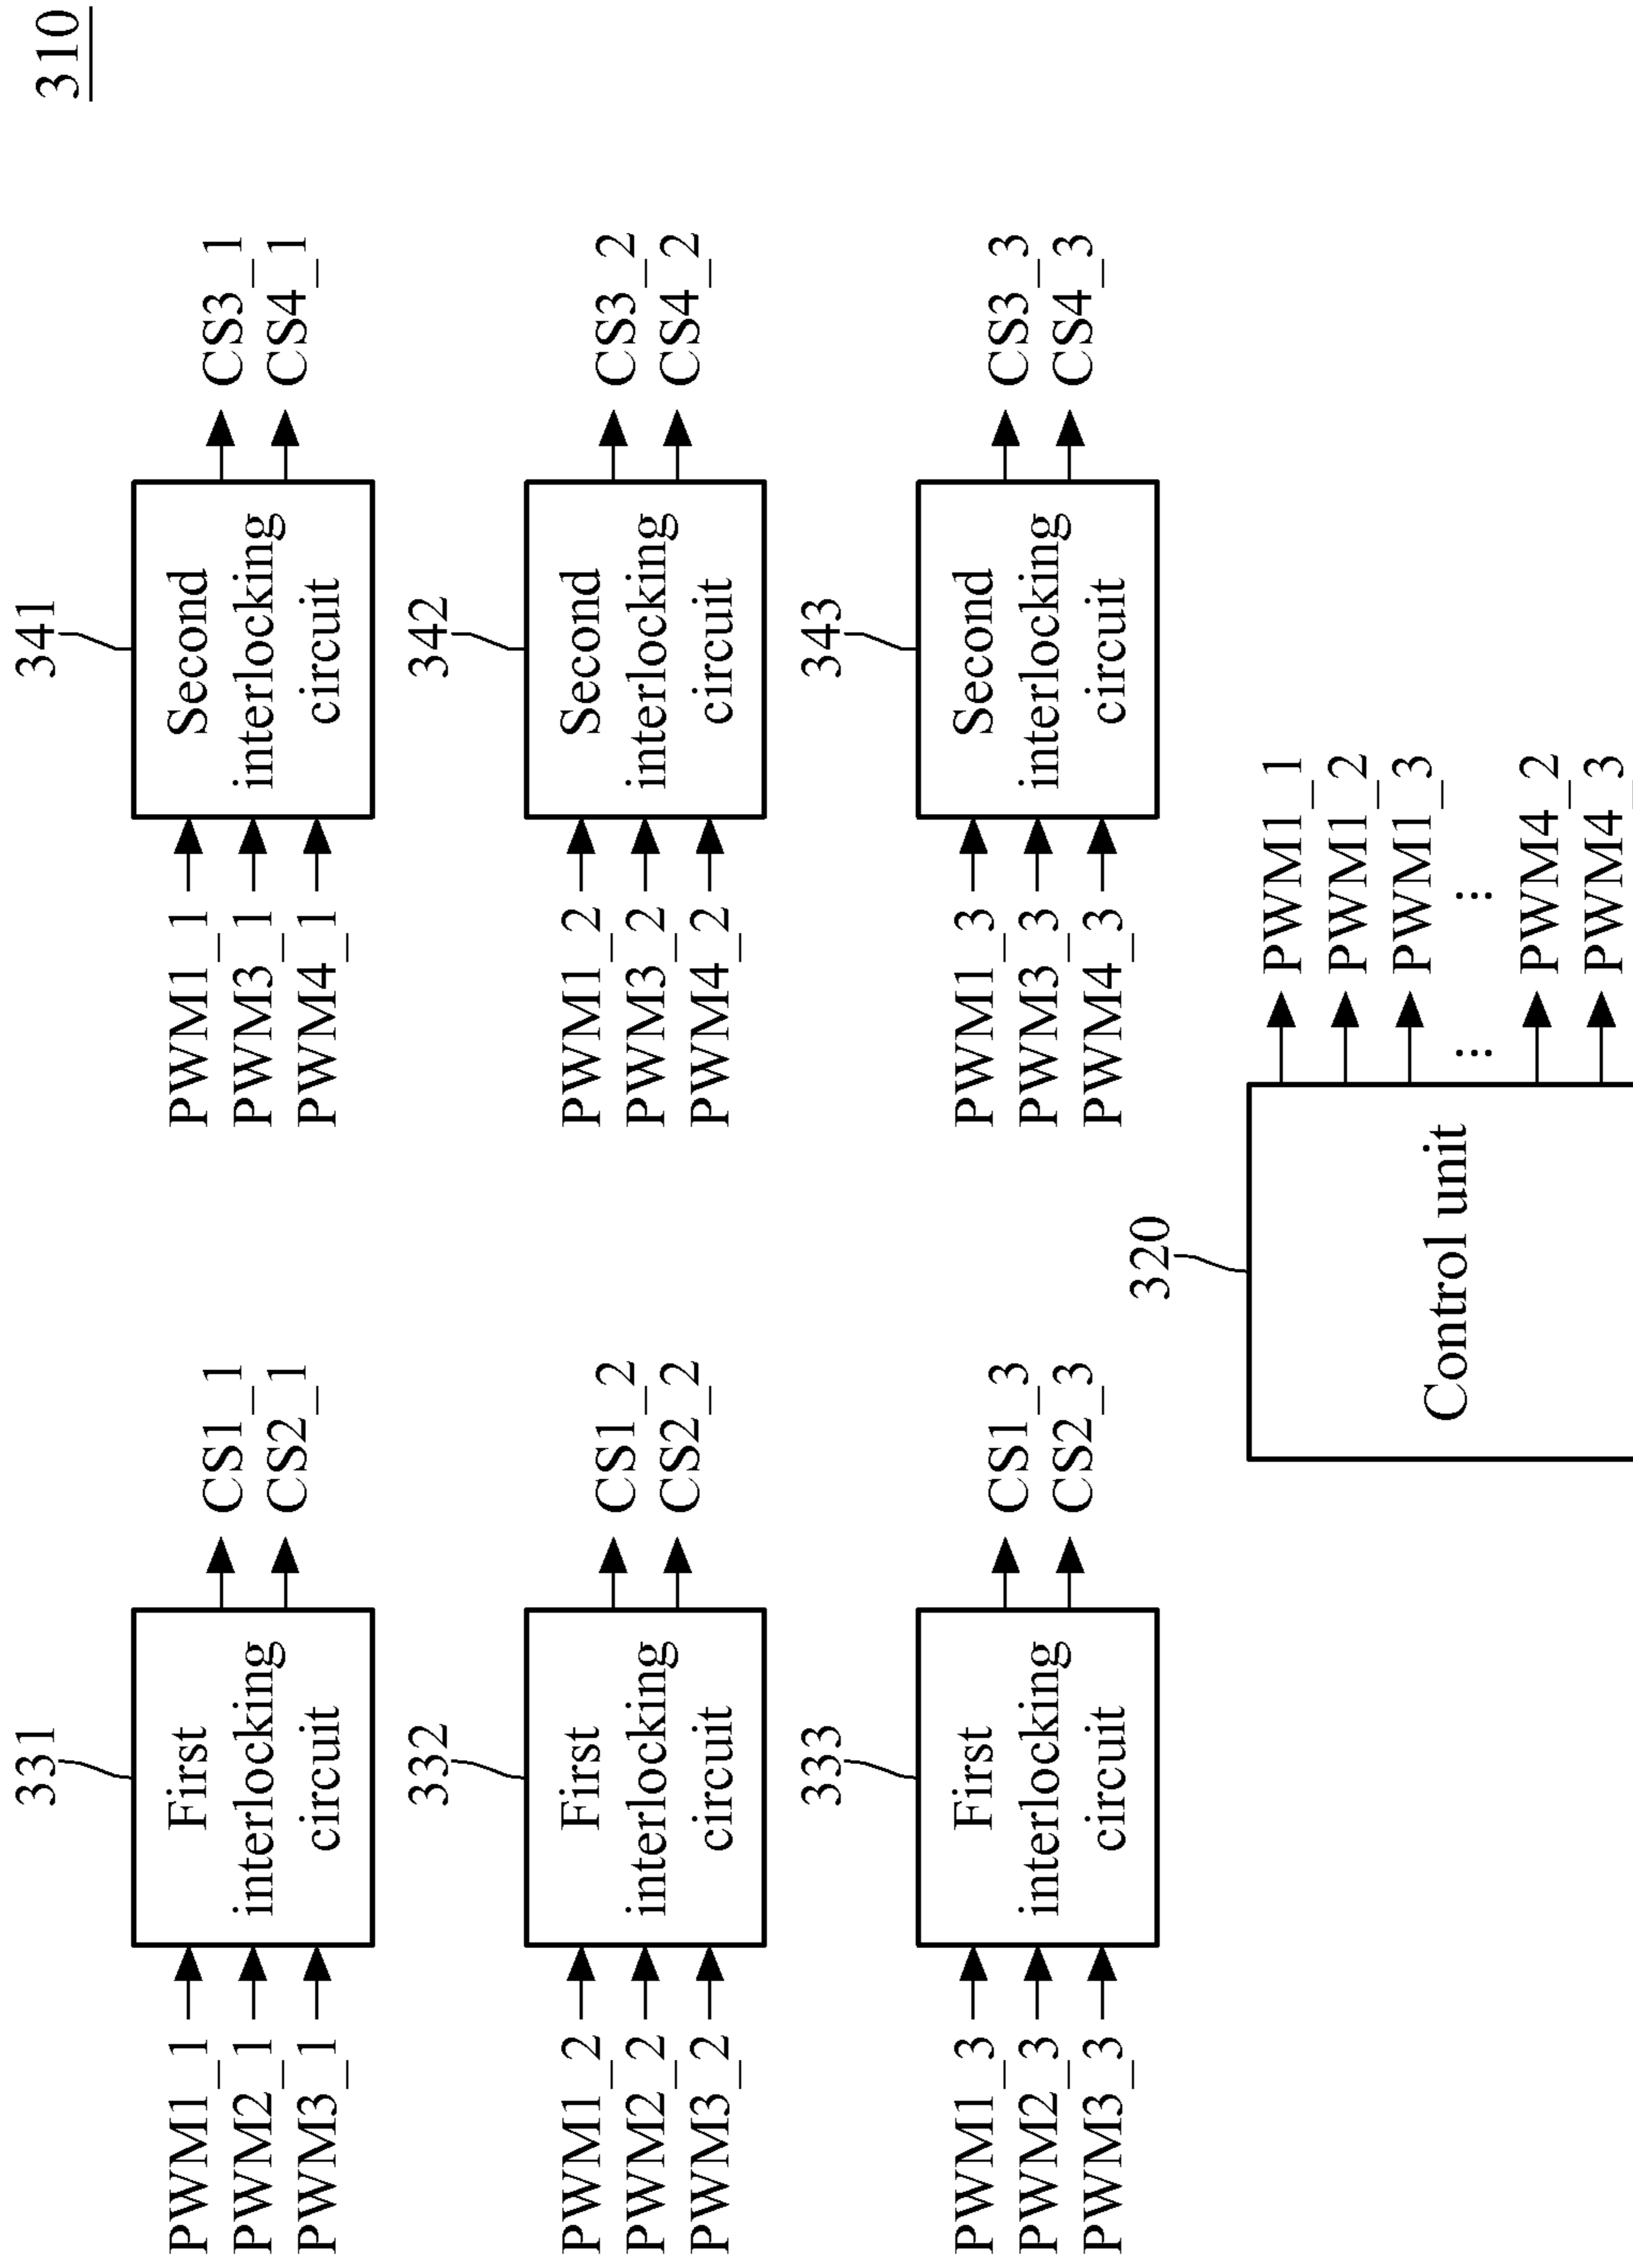 310
331
First
interlocking
circuit
PWM1_1
PWM2_1
PWM3_1
CS1_1
CS2_1
341
Second
interlocking
circuit
PWM1_1
PWM3_1
PWM4_1
CS3_1
CS4_1
332
First
interlocking
circuit
PWM1_2
PWM2_2
PWM3_2
CS1_2
CS2_2
342
Second
interlocking
circuit
PWM1_2
PWM3_2
PWM4_2
CS3_2
CS4_2
333
First
interlocking
circuit
PWM1_3
PWM2_3
PWM3_3
CS1_3
CS2_3
343
Second
interlocking
circuit
PWM1_3
PWM3_3
PWM4_3
CS3_3
CS4_3
320
Control unit
PWM1_1
PWM1_2
PWM1_3
... ...
PWM4_2
PWM4_3